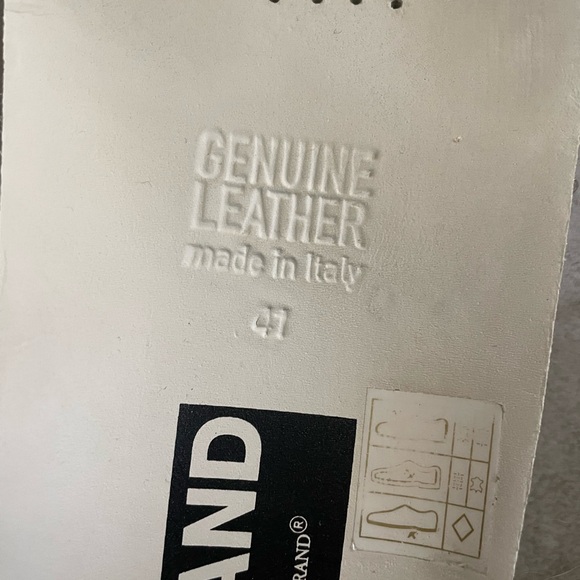 GENUINE
LEATHER
made in Italy
41
AND
RAND®